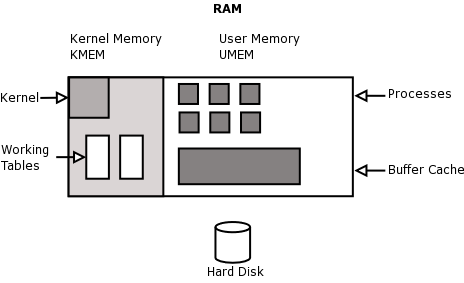 RAM
Kernel Memory
KMEM
User Memory
UMEM
Kernel
Processes
Working
Tables
Buffer Cache
Hard Disk